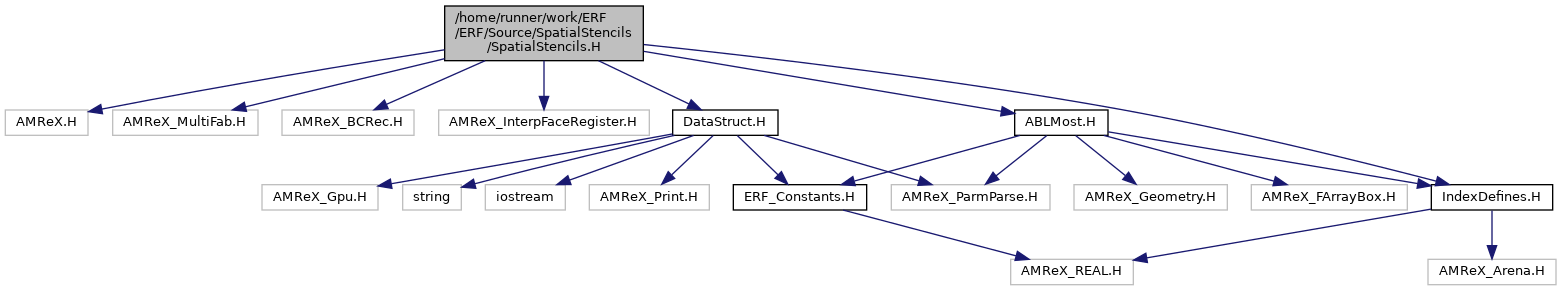 /home/runner/work/ERF
/ERF/Source/SpatialStencils
/SpatialStencils.H
AMReX.H
AMReX_MultiFab.H
AMReX_BCRec.H
AMReX_InterpFaceRegister.H
DataStruct.H
ABLMost.H
AMReX_Gpu.H
string
iostream
AMReX_Print.H
ERF_Constants.H
AMReX_ParmParse.H
AMReX_Geometry.H
AMReX_FArrayBox.H
IndexDefines.H
AMReX_REAL.H
AMReX_Arena.H